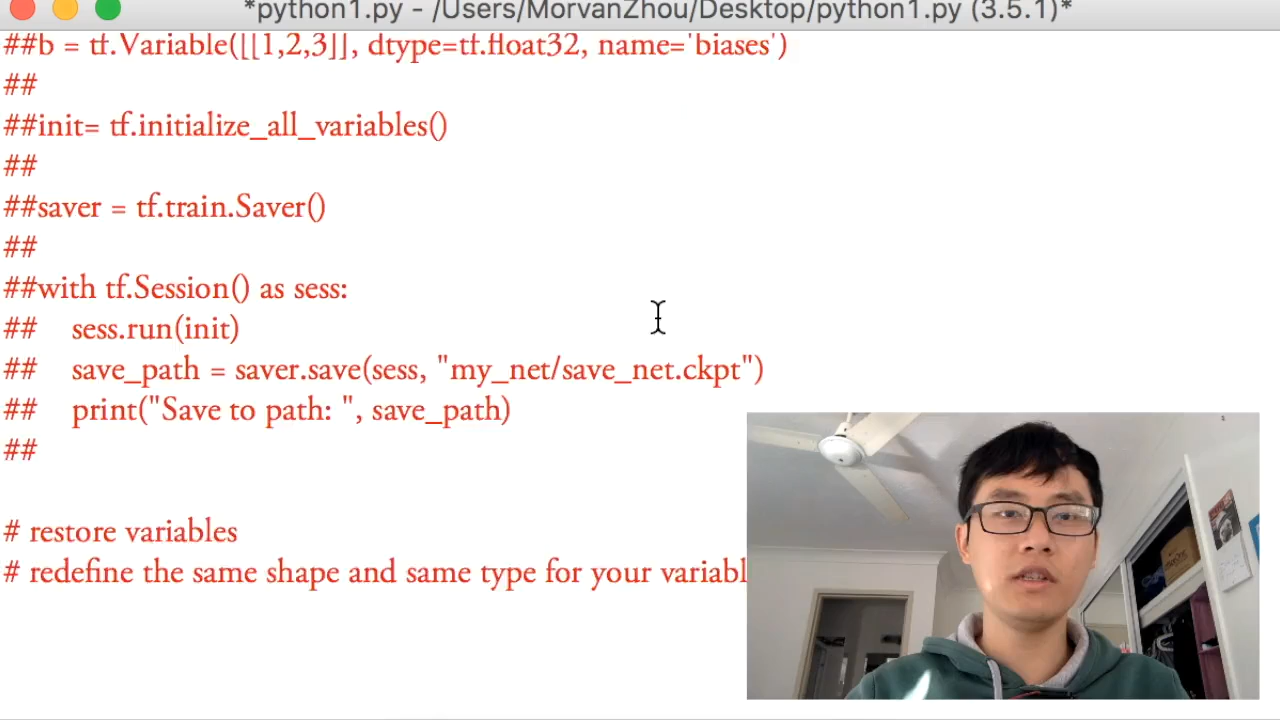 *python1.py - /Users/MorvanZhou/Desktop/python1.py (3.5.1)*
##b = tf.Variable([[1,2,3]], dtype=tf.float32, name='biases')
##
##init= tf.initialize_all_variables()
##
##saver = tf.train.Saver()
##
##with tf.Session() as sess:
##    sess.run(init)
##    save_path = saver.save(sess, "my_net/save_net.ckpt")
##    print("Save to path: ", save_path)
##
# restore variables
# redefine the same shape and same type for your variabl